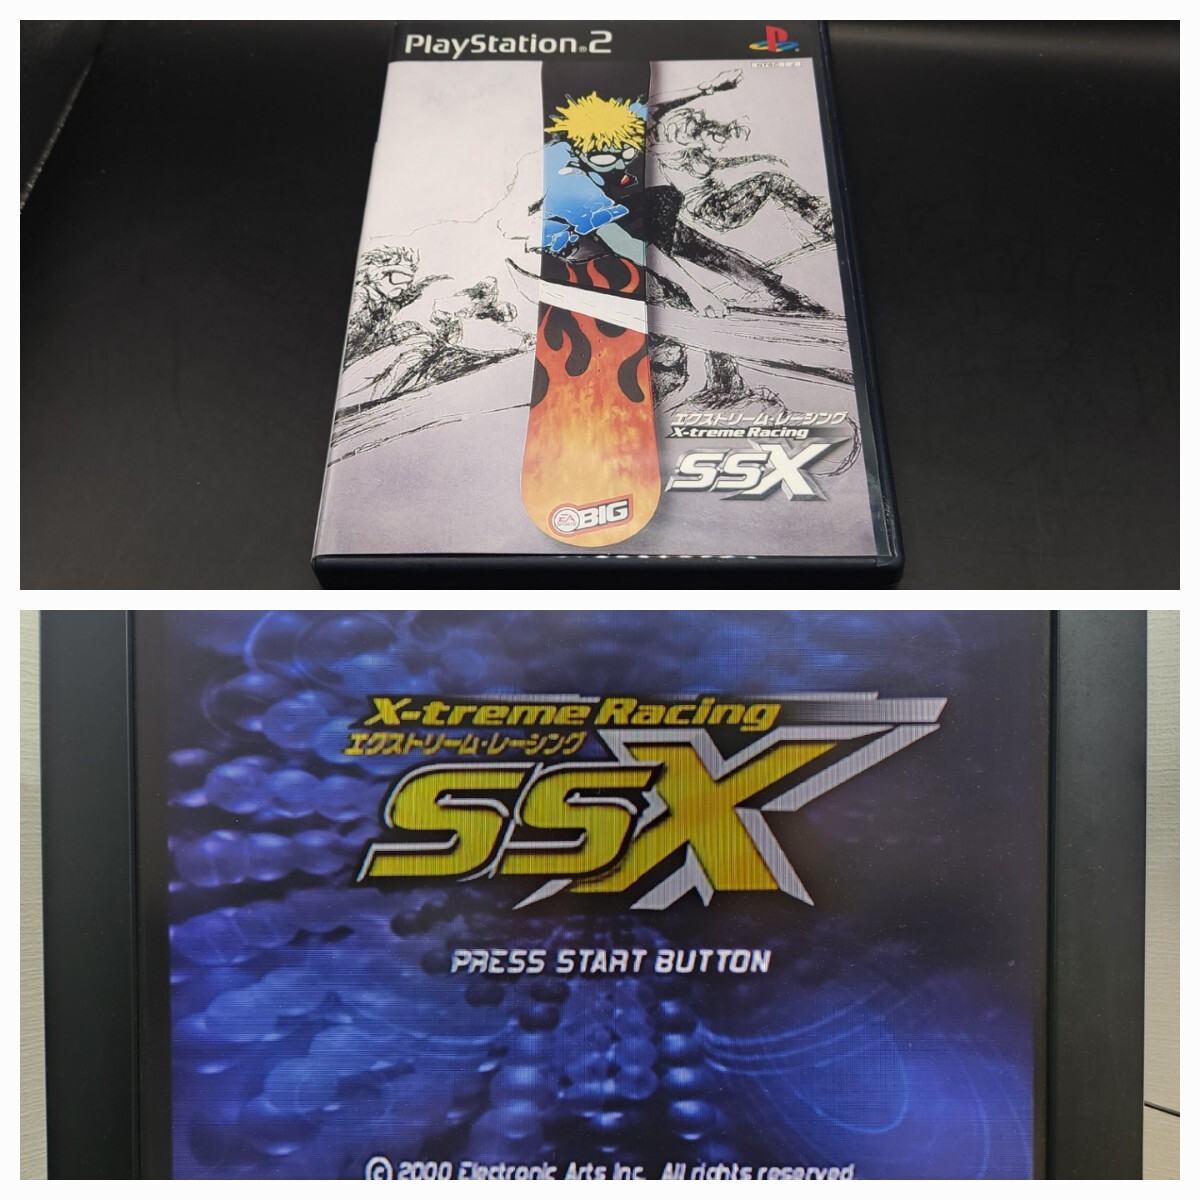 PlayStation®2
NTSC J
エクストリーム・レーシング
X-treme Racing
SSX
EA
SPORTS
BIG
X-treme Racing
エクストリーム・レーシング
SSX
PRESS START BUTTON
© 2000 Electronic Arts Inc. All rights reserved.